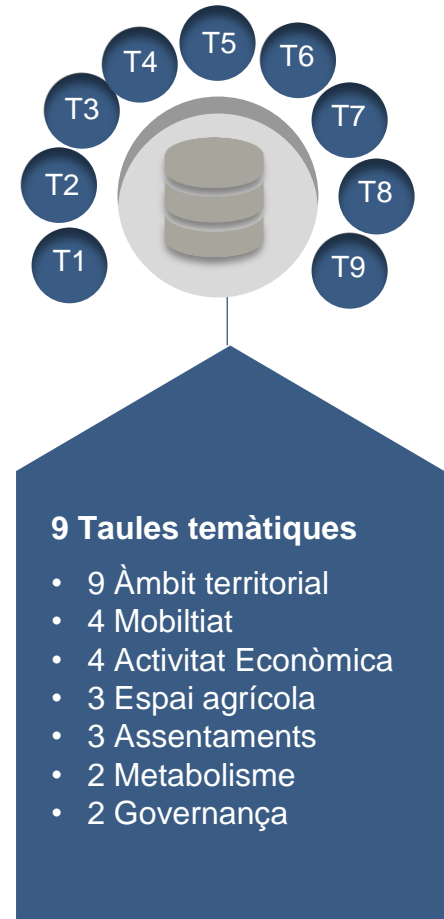 T1
T2
T3
T4
T5
T6
T7
T8
T9
9 Taules temàtiques
• 9 Àmbit territorial
• 4 Mobiltiat
• 4 Activitat Econòmica
• 3 Espai agrícola
• 3 Assentaments
• 2 Metabolisme
• 2 Governança